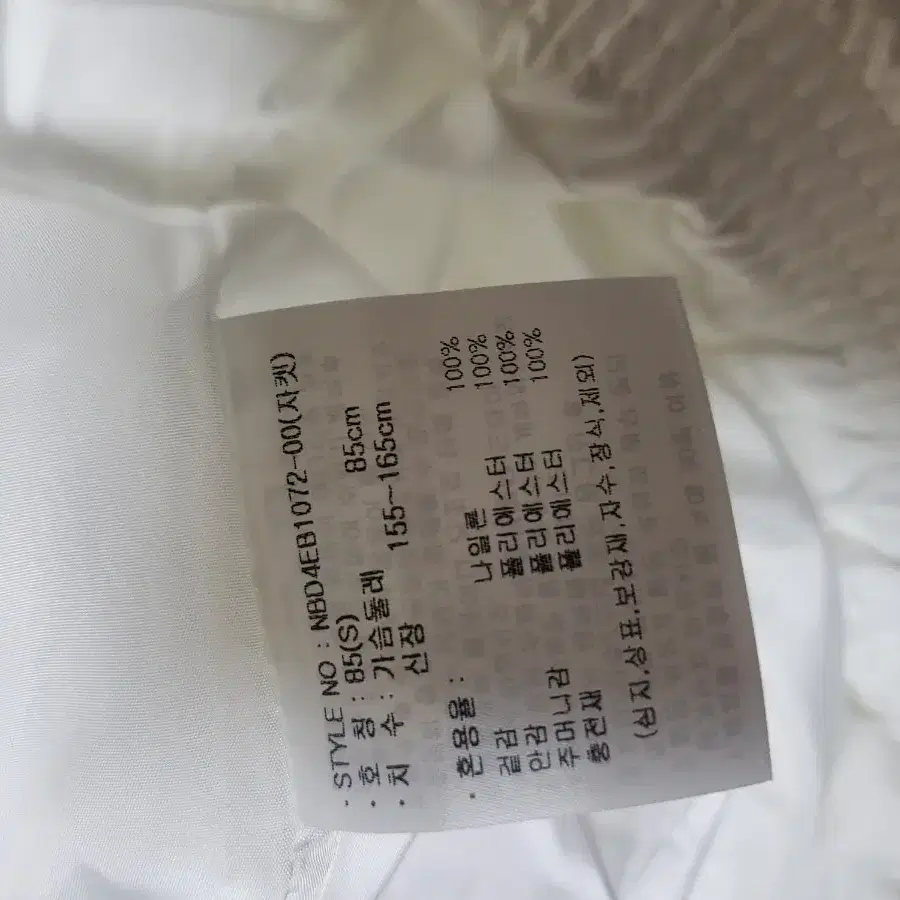 · STYLE NO : NBD4EB1072-00(자켓)
· 호 칭 : 85(S)
· 치 수 : 가슴둘레 85cm
신장 155~165cm
· 혼용율 :
겉감 나일론 100%
안감 폴리에스터 100%
주머니감 폴리에스터 100%
충전재 폴리에스터 100%
(심지,상표,보강재,자수,장식,제외)